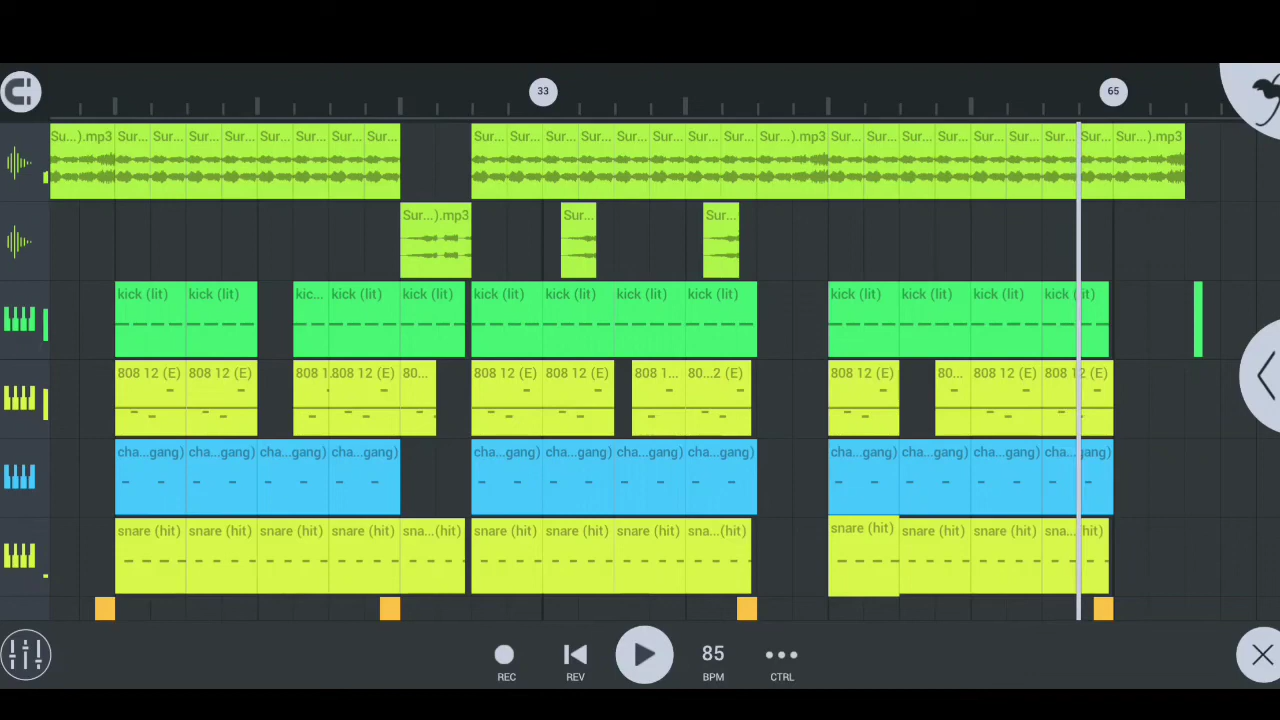 33 65
Su...).mp3 Sur... Sur... Sur... Sur... Sur... Sur... Sur... Sur... Sur... Sur... Sur... Sur... Sur... Sur... Sur... Sur... Sur...).mp3 Sur... Sur... Sur... Sur... Sur... Sur... Sur... Sur... Sur...).mp3
Sur...).mp3 Sur... Sur...
kick (lit) kick (lit) kic... kick (lit) kick (lit) kick (lit) kick (lit) kick (lit) kick (lit) kick (lit) kick (lit) kick (lit) kick (lit)
808 12 (E) 808 12 (E) 808 1... 808 12 (E) 80... 808 12 (E) 808 12 (E) 808 1... 80...2 (E) 808 12 (E) 80... 808 12 (E) 808 12 (E)
cha...gang) cha...gang) cha...gang) cha...gang) cha...gang) cha...gang) cha...gang) cha...gang) cha...gang) cha...gang) cha...gang) cha...gang)
snare (hit) snare (hit) snare (hit) snare (hit) sna...(hit) snare (hit) snare (hit) snare (hit) sna...(hit) snare (hit) snare (hit) snare (hit) sna...(hit)
85
REC REV BPM CTRL